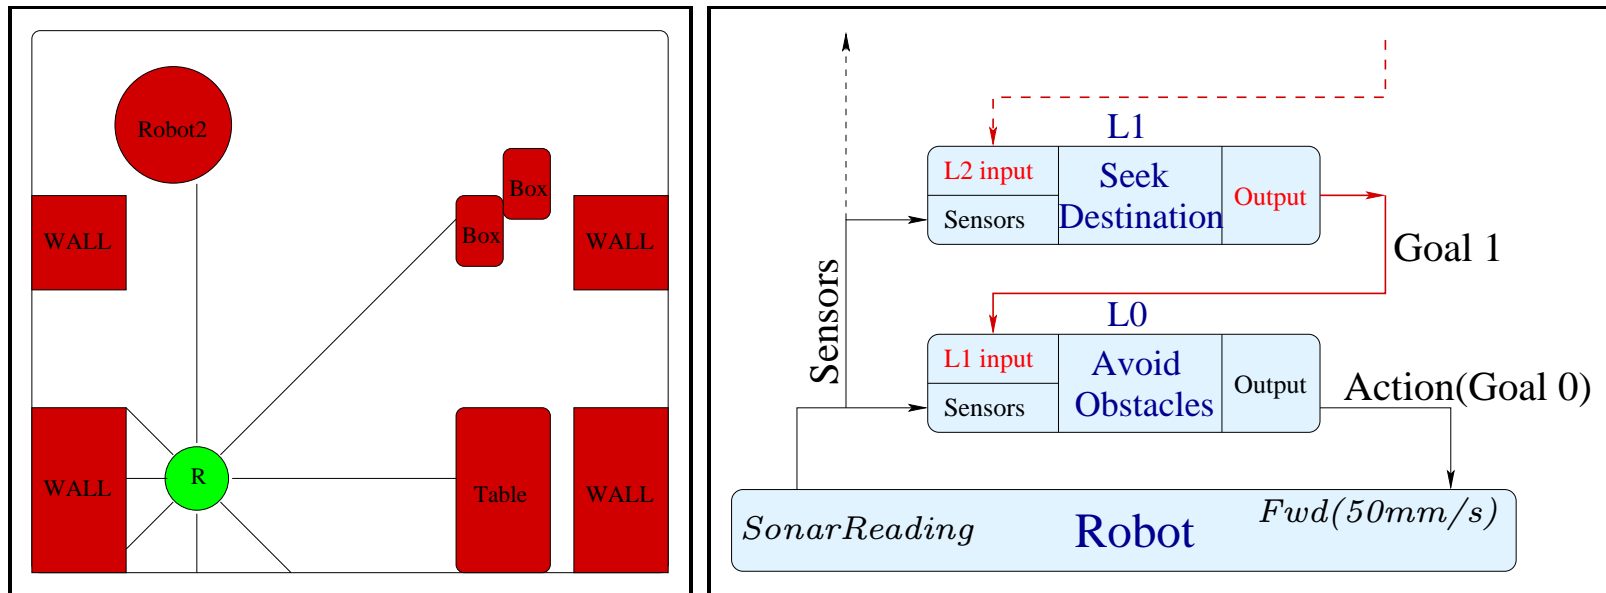 Robot2
Box
Box
WALL
WALL
WALL
R
Table
WALL
L1
L2 input
Sensors
Seek
Destination
Output
Goal 1
Sensors
L0
L1 input
Sensors
Avoid
Obstacles
Output
Action(Goal 0)
SonarReading
Robot
Fwd(50mm/s)